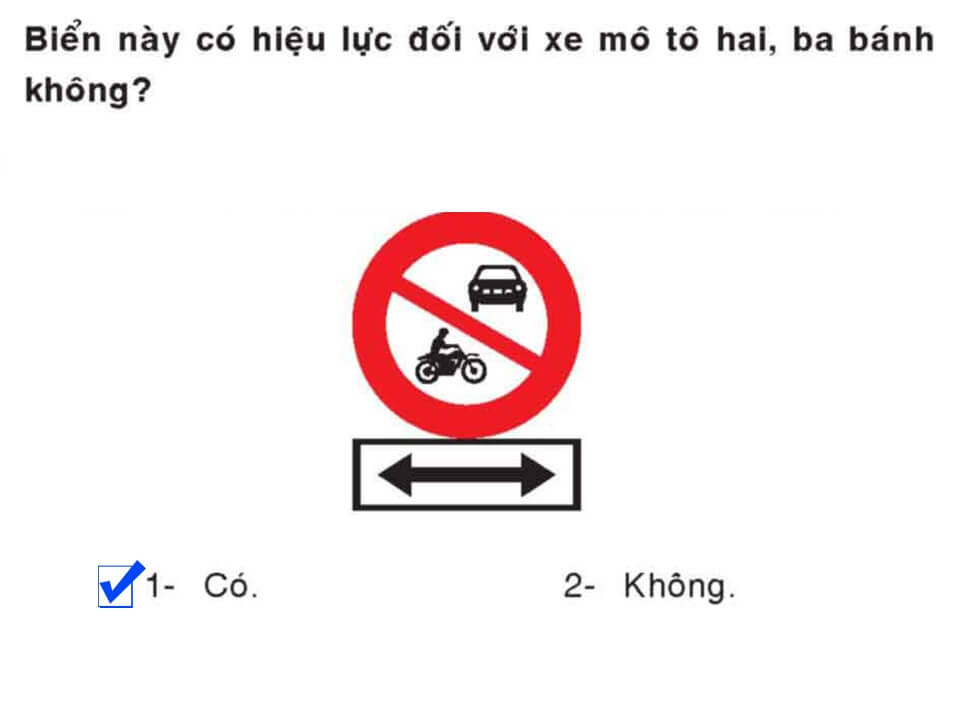 Biển này có hiệu lực đối với xe mô tô hai, ba bánh
không?
1- Có.
2- Không.